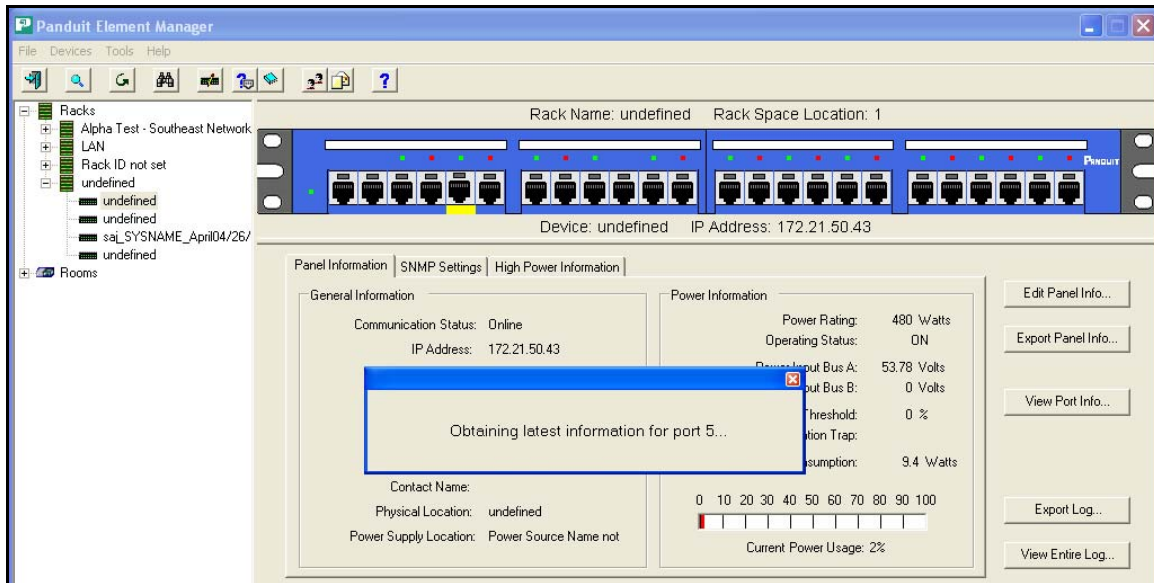 Panduit Element Manager
File Devices Tools Help
Racks
Alpha Test - Southeast Network
LAN
Rack ID not set
undefined
undefined
undefined
saj_SYSNAME_April04/26/
undefined
Rooms
Rack Name: undefined Rack Space Location: 1
PANDUIT
Device: undefined IP Address: 172.21.50.43
Panel Information SNMP Settings High Power Information
General Information
Communication Status: Online
IP Address: 172.21.50.43
Contact Name:
Physical Location: undefined
Power Supply Location: Power Source Name not
Power Information
Power Rating: 480 Watts
Operating Status: ON
Input Bus A: 53.78 Volts
Bus B: 0 Volts
Threshold: 0 %
Trap:
9.4 Watts
0 10 20 30 40 50 60 70 80 90 100
Current Power Usage: 2%
Obtaining latest information for port 5...
Edit Panel Info...
Export Panel Info...
View Port Info...
Export Log...
View Entire Log...